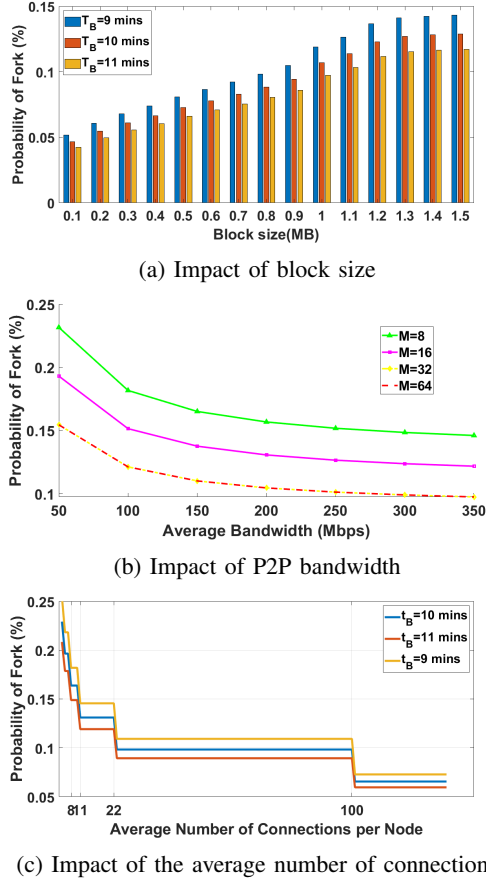 0.15
0.1
0.05
0
Probability of Fork (%)
T_B=9 mins
T_B=10 mins
T_B=11 mins
0.1 0.2 0.3 0.4 0.5 0.6 0.7 0.8 0.9 1 1.1 1.2 1.3 1.4 1.5
Block size(MB)
(a) Impact of block size
0.25
0.2
0.15
0.1
Probability of Fork (%)
M=8
M=16
M=32
M=64
50 100 150 200 250 300 350
Average Bandwidth (Mbps)
(b) Impact of P2P bandwidth
0.25
0.2
0.15
0.1
0.05
Probability of Fork (%)
t_B=10 mins
t_B=11 mins
t_B=9 mins
8 11 22 100
Average Number of Connections per Node
(c) Impact of the average number of connection